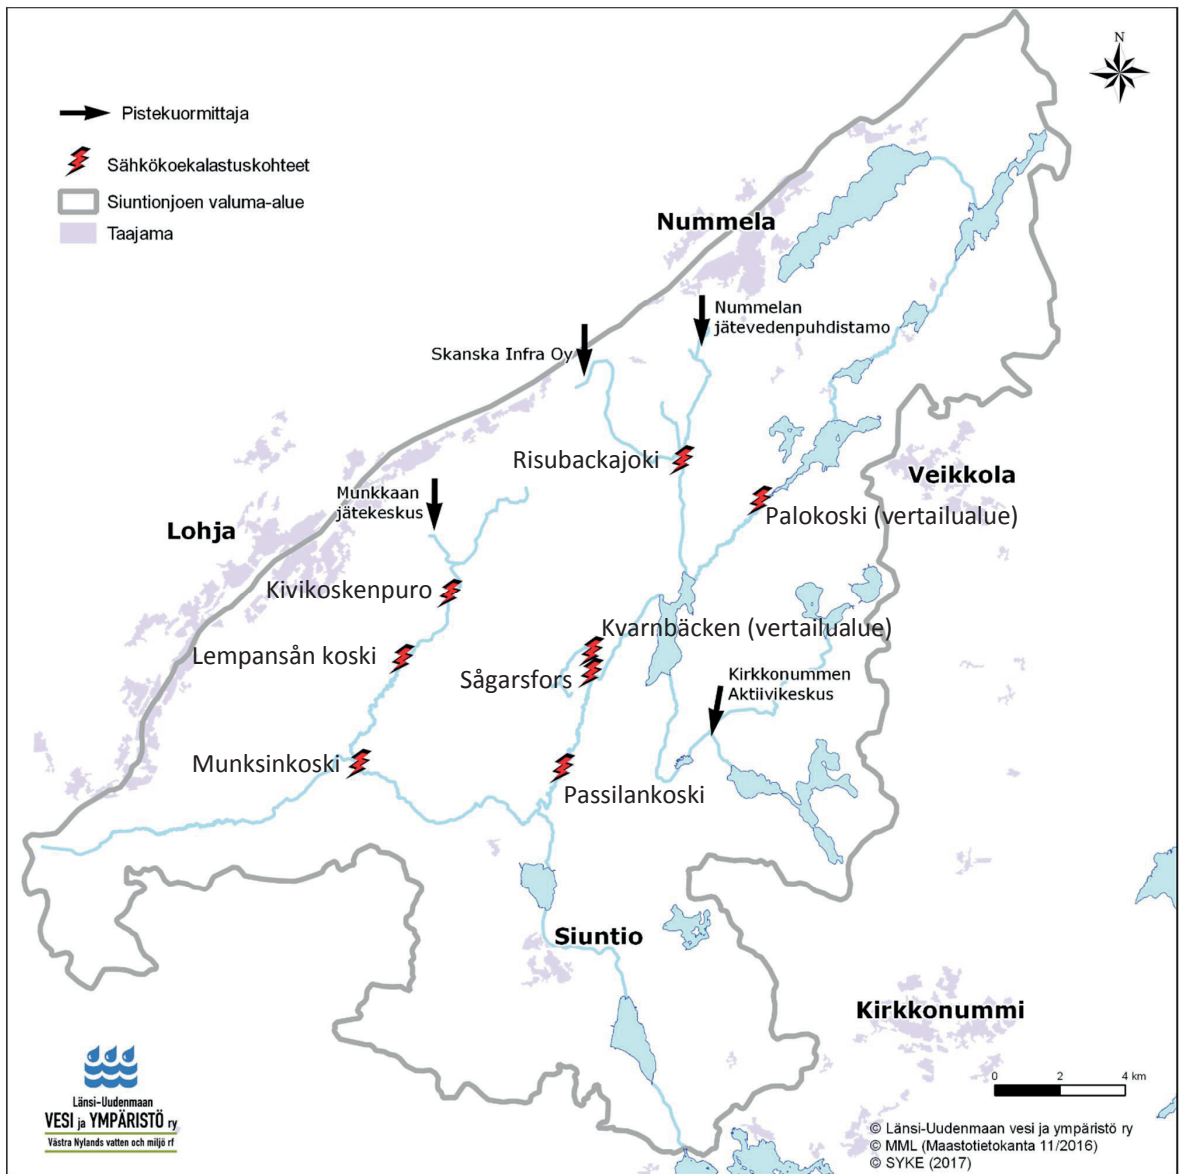 N
Pistekuormittaja
Sähkökoekalastuskohteet
Siuntionjoen valuma-alue
Taajama
Nummela
Nummelan
jätevedenpuhdistamo
Skanska Infra Oy
Risubackajoki
Veikkola
Munkkaan
jätekeskus
Palokoski (vertailualue)
Lohja
Kivikoskenpuro
Kvarnbäcken (vertailualue)
Lempansån koski
Sågarsfors
Kirkkonummen
Aktiivikeskus
Munksinkoski
Passilankoski
Siuntio
Kirkkonummi
0 2 4 km
Länsi-Uudenmaan
VESI ja YMPÄRISTÖ ry
Västra Nylands vatten och miljö rf
© Länsi-Uudenmaan vesi ja ympäristö ry
© MML (Maastotietokanta 11/2016)
© SYKE (2017)